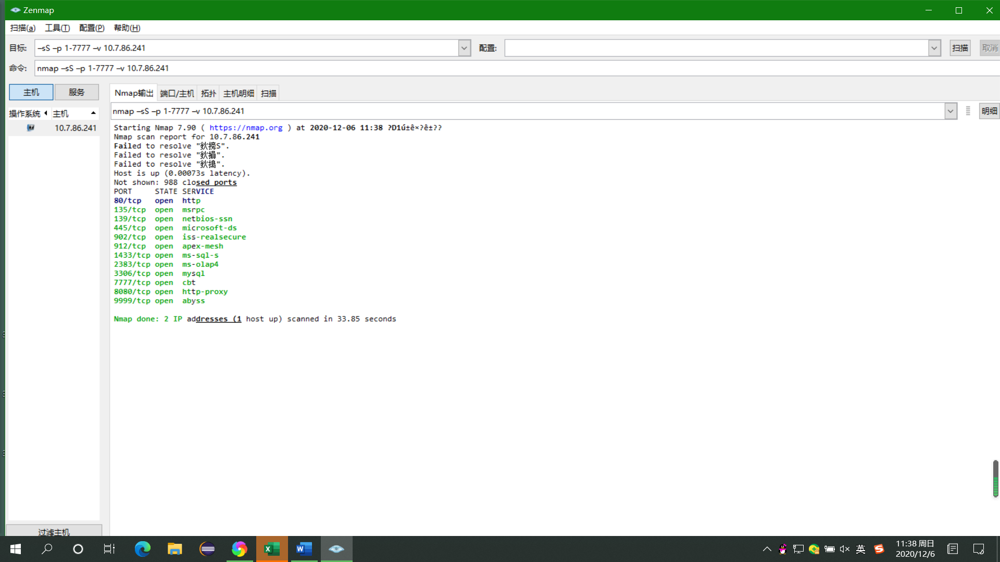 Zenmap
扫描(a) 工具(T) 配置(P) 帮助(H)
目标: –sS –p 1-7777 –v 10.7.86.241 配置: 扫描 取消
命令: nmap –sS –p 1-7777 –v 10.7.86.241
主机 服务 Nmap输出 端口/主机 拓扑 主机明细 扫描
操作系统 主机 nmap –sS –p 1-7777 –v 10.7.86.241 明细
10.7.86.241
Starting Nmap 7.90 ( https://nmap.org ) at 2020-12-06 11:38 ?D1ú±ê×?ê±??
Nmap scan report for 10.7.86.241
Failed to resolve "鈥搒S".
Failed to resolve "鈥損".
Failed to resolve "鈥搗".
Host is up (0.00073s latency).
Not shown: 988 closed ports
PORT     STATE SERVICE
80/tcp   open  http
135/tcp  open  msrpc
139/tcp  open  netbios-ssn
445/tcp  open  microsoft-ds
902/tcp  open  iss-realsecure
912/tcp  open  apex-mesh
1433/tcp open  ms-sql-s
2383/tcp open  ms-olap4
3306/tcp open  mysql
7777/tcp open  cbt
8080/tcp open  http-proxy
9999/tcp open  abyss
Nmap done: 2 IP addresses (1 host up) scanned in 33.85 seconds
过滤主机
英 11:38 周日
2020/12/6